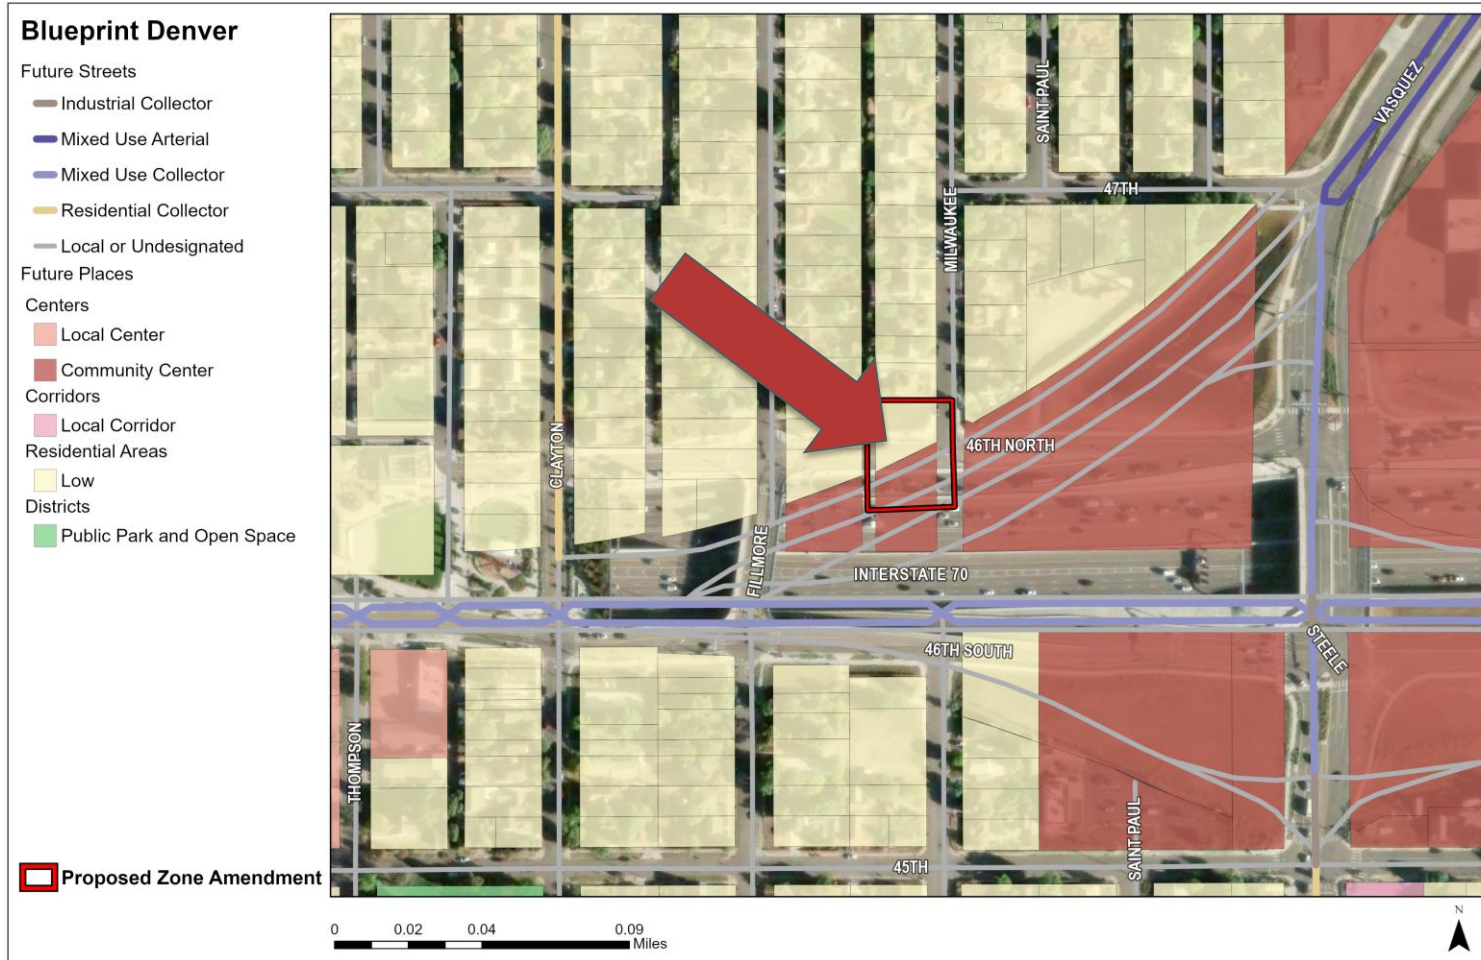 Blueprint Denver
Future Streets
Industrial Collector
Mixed Use Arterial
Mixed Use Collector
Residential Collector
Local or Undesignated
Future Places
Centers
Local Center
Community Center
Corridors
Local Corridor
Residential Areas
Low
Districts
Public Park and Open Space
Proposed Zone Amendment
SAINT PAUL
VASQUEZ
47TH
MILWAUKEE
CLAYTON
46TH NORTH
FILLMORE
INTERSTATE 70
46TH SOUTH
STEELE
THOMPSON
SAINT PAUL
45TH
0 0.02 0.04 0.09
Miles
N